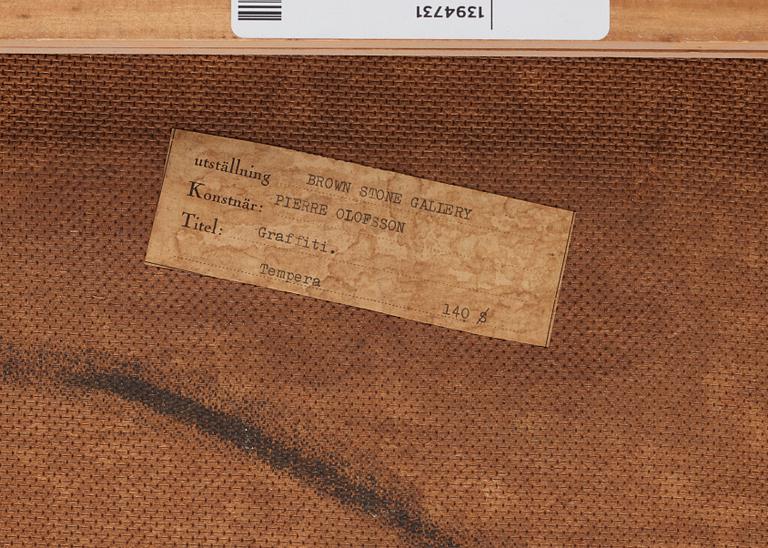 1394731
utställning BROWN STONE GALLERY
Konstnär: PIERRE OLOFSSON
Titel: Graffiti.
Tempera
140 $